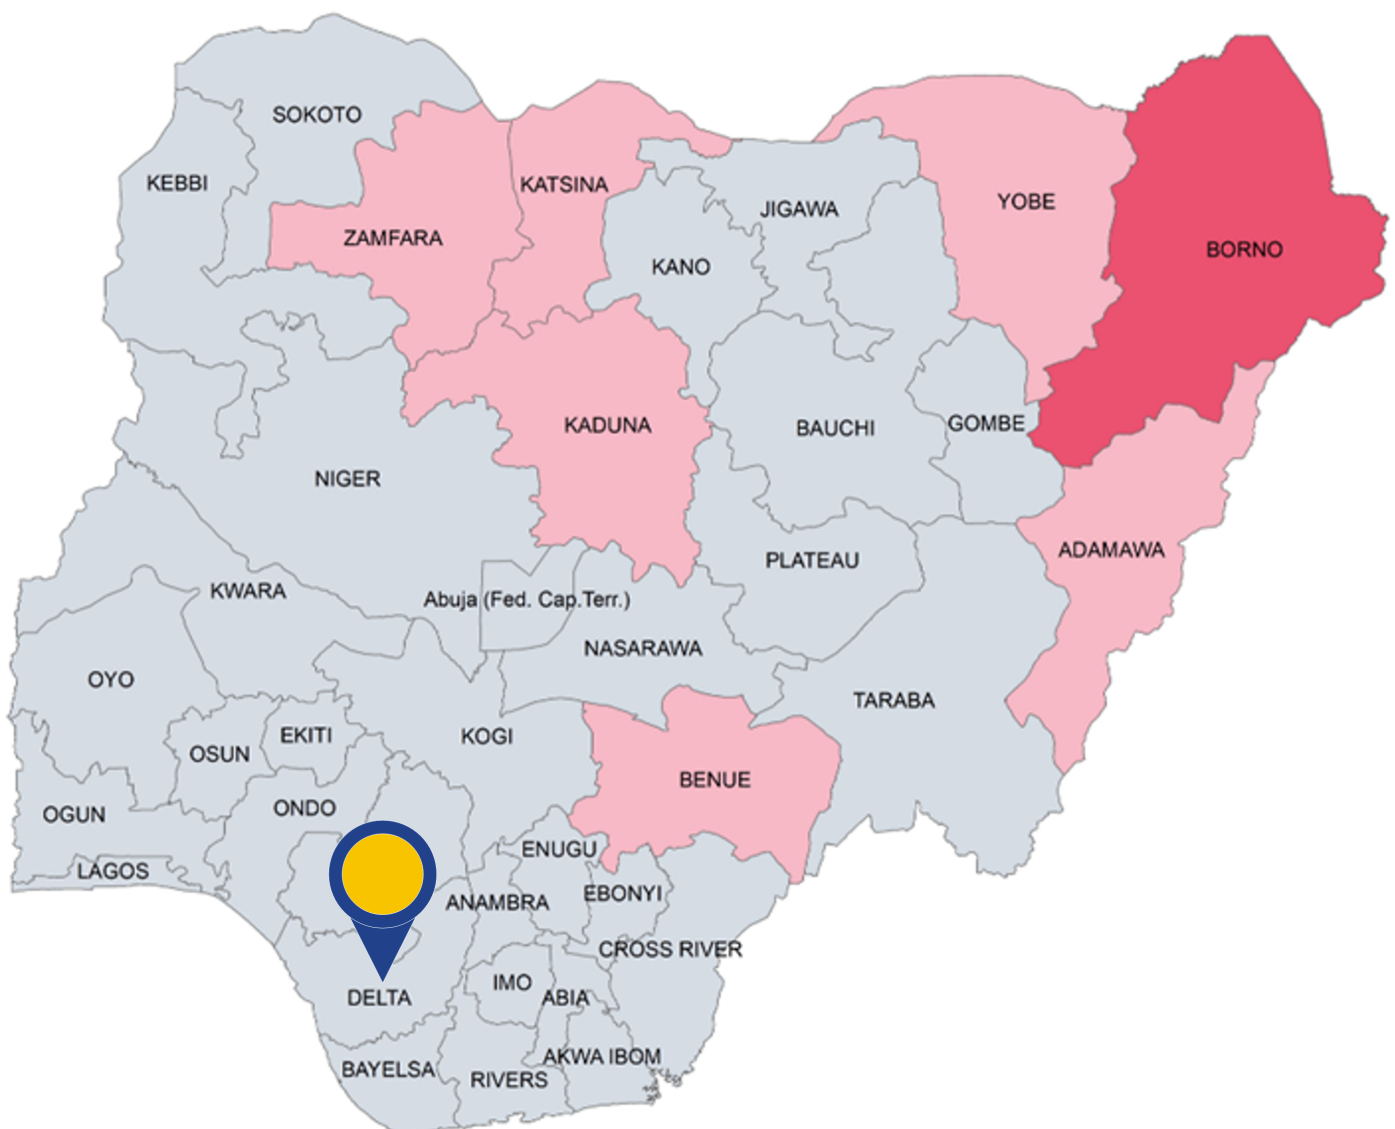 SOKOTO
KEBBI
KATSINA
ZAMFARA
JIGAWA
YOBE
BORNO
KANO
KADUNA
BAUCHI
GOMBE
NIGER
ADAMAWA
PLATEAU
KWARA
Abuja (Fed. Cap.Terr.)
NASARAWA
OYO
TARABA
KOGI
EKITI
OSUN
BENUE
ONDO
OGUN
ENUGU
LAGOS
EBONYI
ANAMBRA
CROSS RIVER
IMO
ABIA
DELTA
AKWA IBOM
BAYELSA
RIVERS